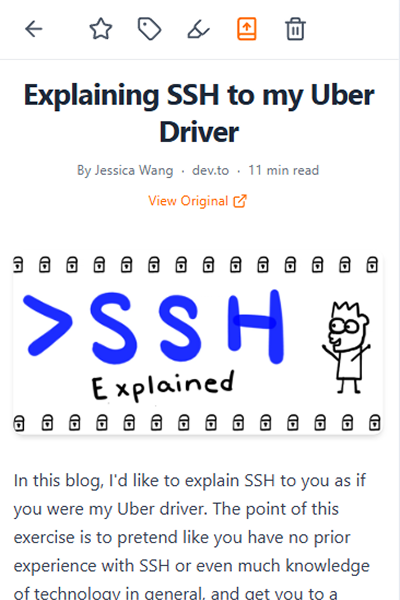 Explaining SSH to my Uber
Driver
By Jessica Wang · dev.to · 11 min read
View Original
>SSH
Explained
In this blog, I'd like to explain SSH to you as if
you were my Uber driver. The point of this
exercise is to pretend like you have no prior
experience with SSH or even much knowledge
of technology in general, and get you to a